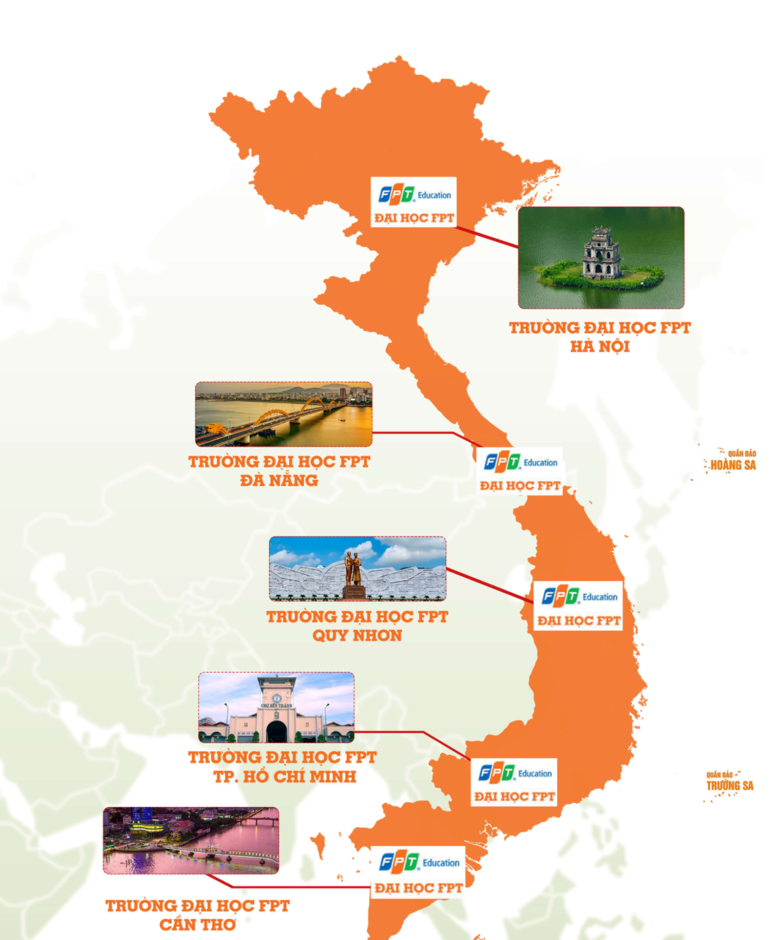 FPT Education
ĐẠI HỌC FPT
TRƯỜNG ĐẠI HỌC FPT
HÀ NỘI
TRƯỜNG ĐẠI HỌC FPT
ĐÀ NẴNG
FPT Education
ĐẠI HỌC FPT
QUẦN ĐẢO
HOÀNG SA
TRƯỜNG ĐẠI HỌC FPT
QUY NHƠN
FPT Education
ĐẠI HỌC FPT
CHỢ BẾN THÀNH
TRƯỜNG ĐẠI HỌC FPT
TP. HỒ CHÍ MINH
FPT Education
ĐẠI HỌC FPT
QUẦN ĐẢO
TRƯỜNG SA
FPT Education
ĐẠI HỌC FPT
TRƯỜNG ĐẠI HỌC FPT
CẦN THƠ